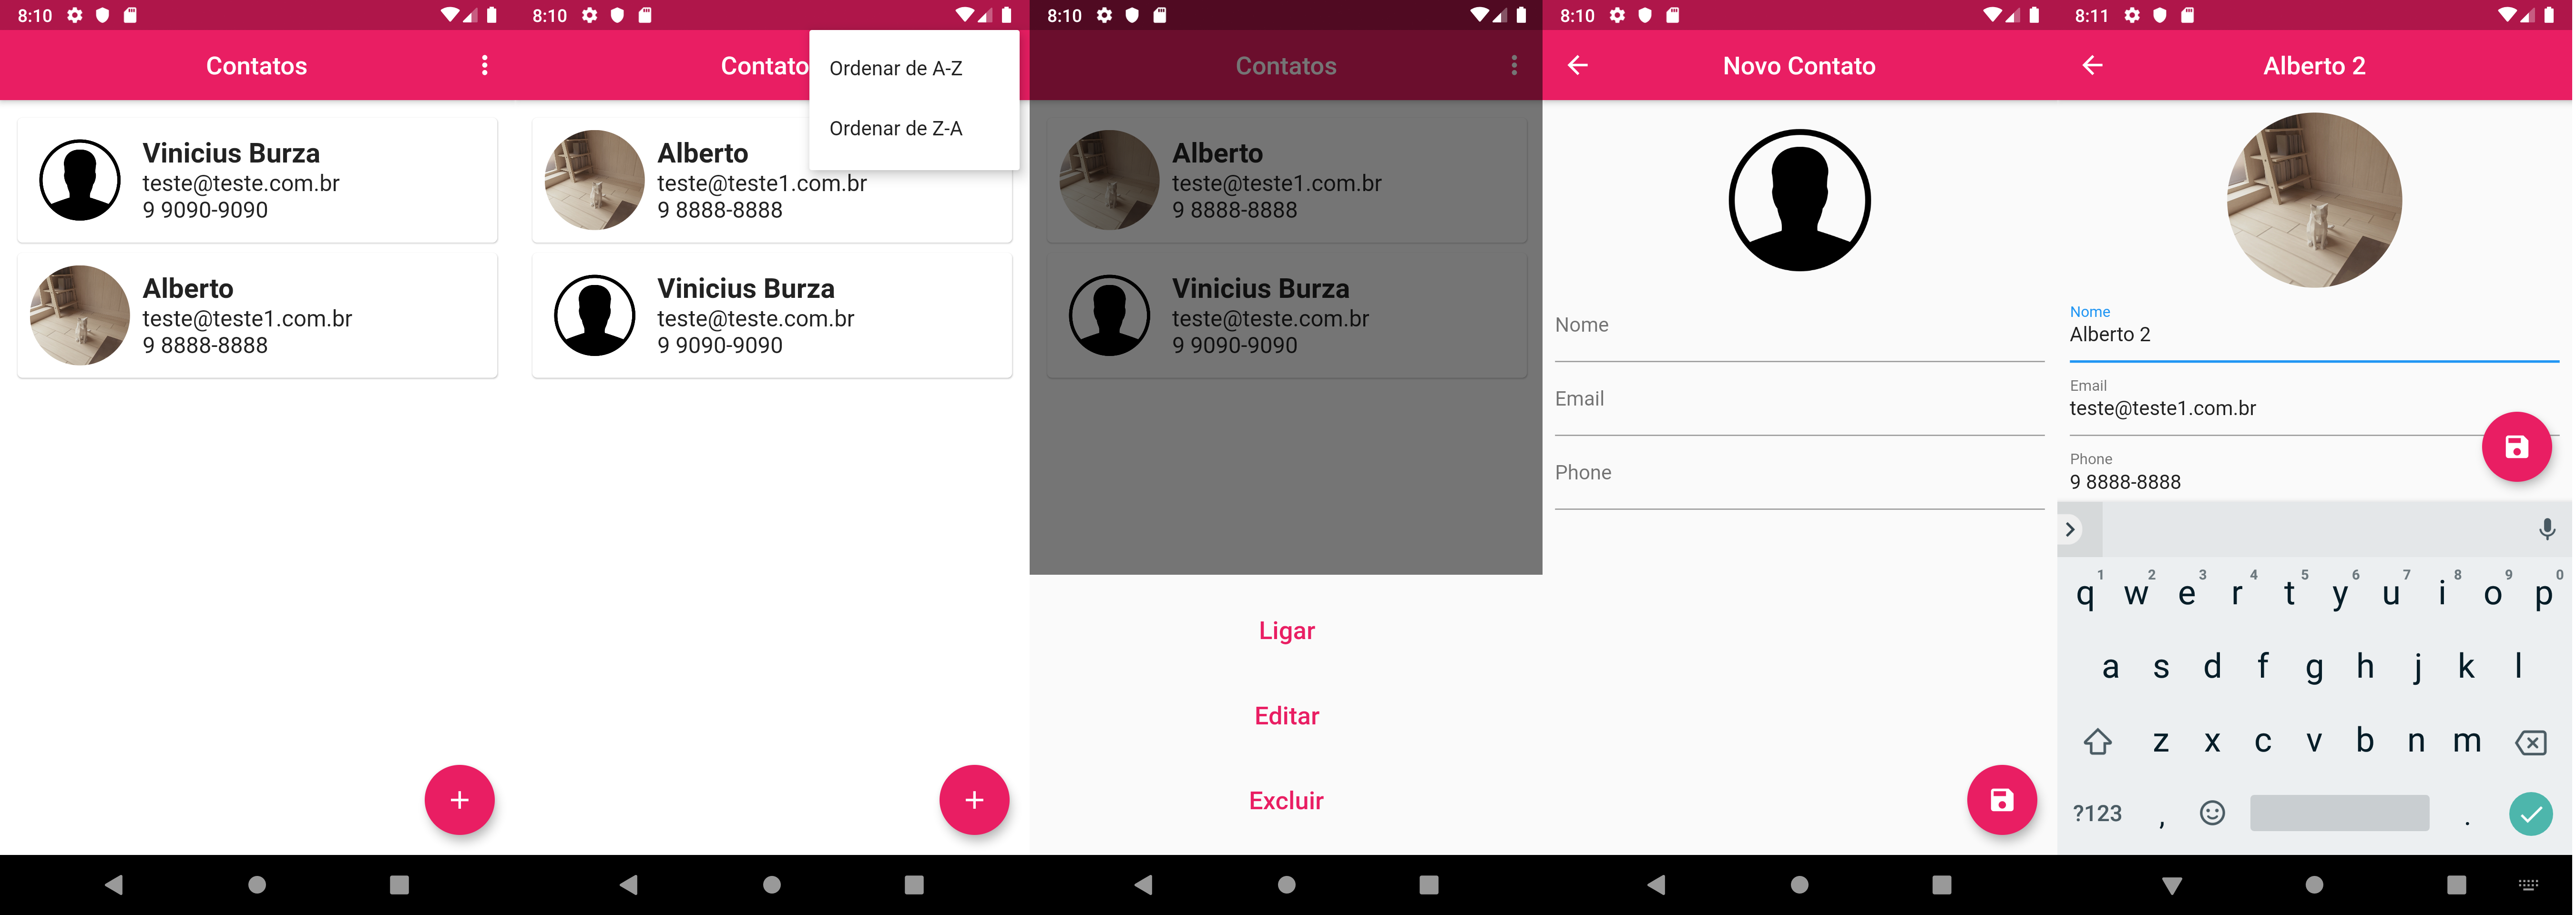 8:10
Contatos
Vinicius Burza
teste@teste.com.br
9 9090-9090
Alberto
teste@teste1.com.br
9 8888-8888
8:10
Contato
Ordenar de A-Z
Ordenar de Z-A
Alberto
teste@teste1.com.br
9 8888-8888
Vinicius Burza
teste@teste.com.br
9 9090-9090
8:10
Contatos
Alberto
teste@teste1.com.br
9 8888-8888
Vinicius Burza
teste@teste.com.br
9 9090-9090
Ligar
Editar
Excluir
8:10
Novo Contato
Nome
Email
Phone
8:11
Alberto 2
Nome
Alberto 2
Email
teste@teste1.com.br
Phone
9 8888-8888
1 2 3 4 5 6 7 8 9 0
q w e r t y u i o p
a s d f g h j k l
z x c v b n m
?123 , .